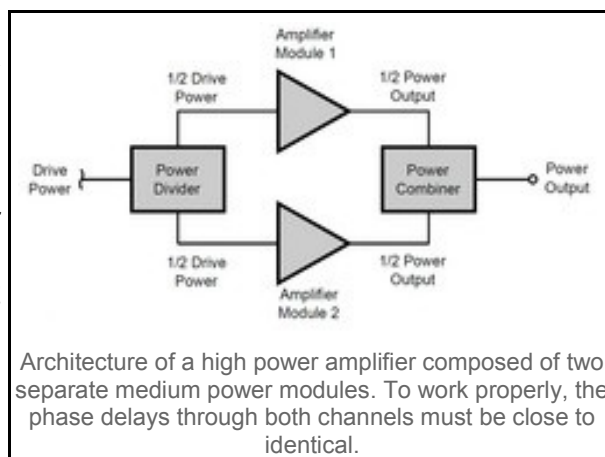 Amplifier
Module 1
1/2 Drive
Power
1/2 Power
Output
Drive
Power
Power
Divider
Power
Combiner
Power
Output
1/2 Drive
Power
1/2 Power
Output
Amplifier
Module 2
Architecture of a high power amplifier composed of two
separate medium power modules. To work properly, the
phase delays through both channels must be close to
identical.